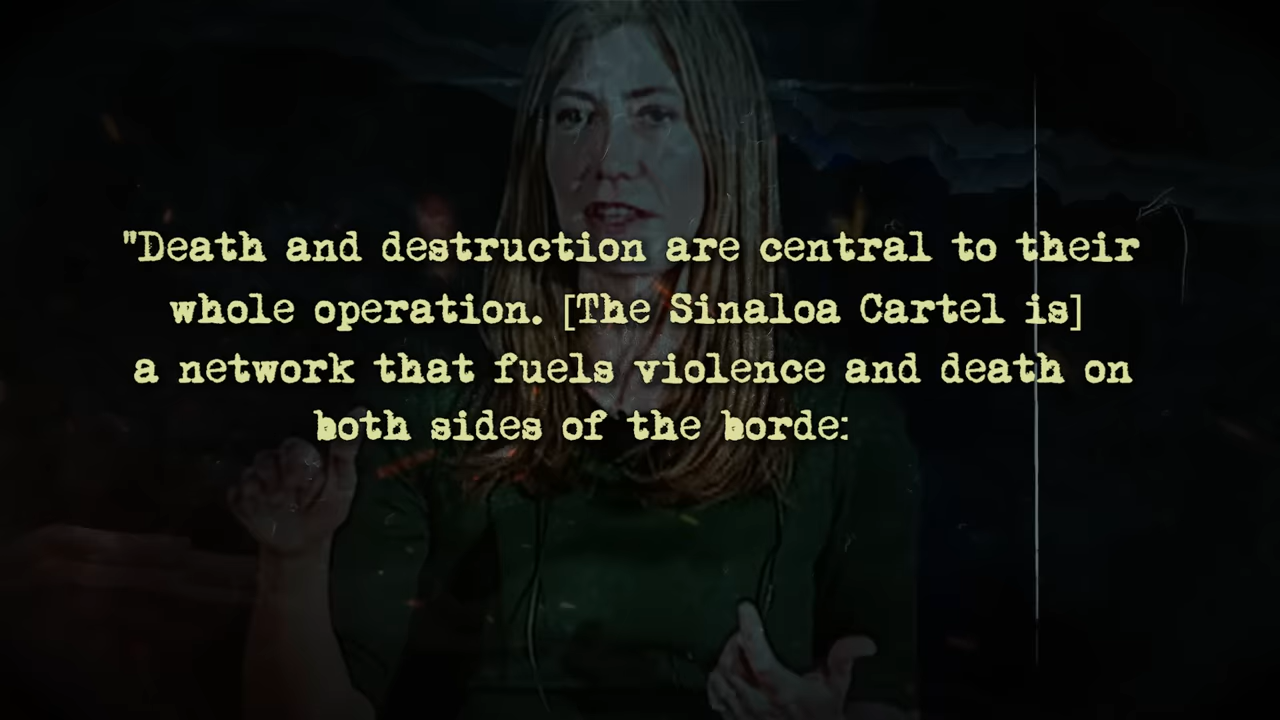 "Death and destruction are central to their
whole operation. [The Sinaloa Cartel is]
a network that fuels violence and death on
both sides of the borde: